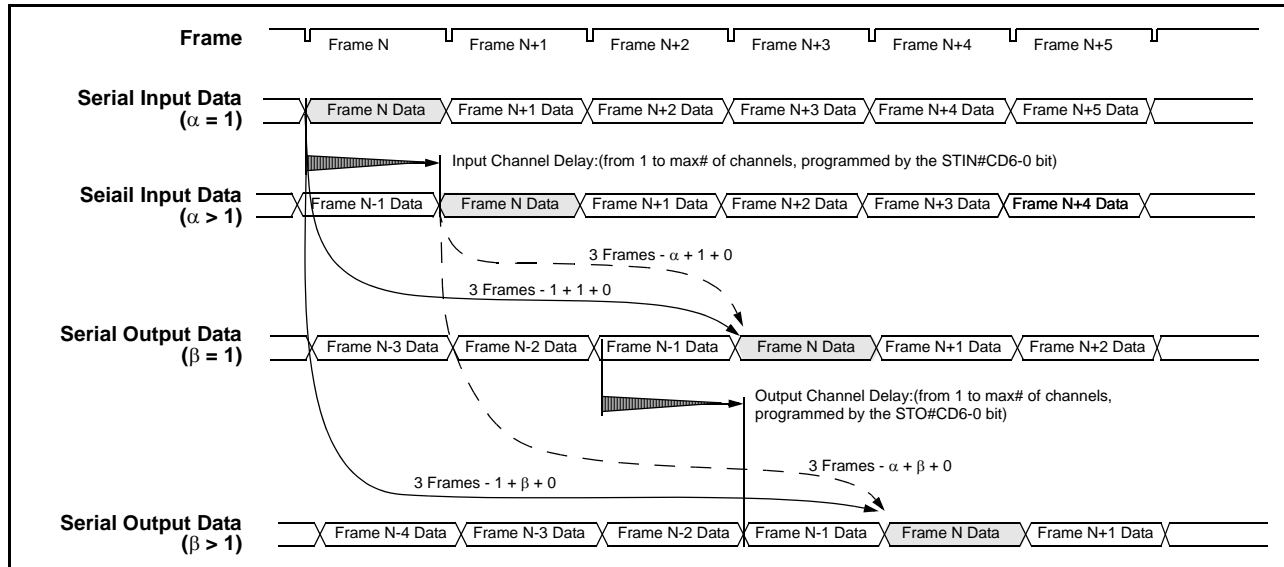 Frame
Frame N Frame N+1 Frame N+2 Frame N+3 Frame N+4 Frame N+5
Serial Input Data
(α = 1)
Frame N Data Frame N+1 Data Frame N+2 Data Frame N+3 Data Frame N+4 Data Frame N+5 Data
Input Channel Delay:(from 1 to max# of channels, programmed by the STIN#CD6-0 bit)
Seiail Input Data
(α > 1)
Frame N-1 Data Frame N Data Frame N+1 Data Frame N+2 Data Frame N+3 Data Frame N+4 Data
3 Frames - α + 1 + 0
3 Frames - 1 + 1 + 0
Serial Output Data
(β = 1)
Frame N-3 Data Frame N-2 Data Frame N-1 Data Frame N Data Frame N+1 Data Frame N+2 Data
Output Channel Delay:(from 1 to max# of channels,
programmed by the STO#CD6-0 bit)
3 Frames - α + β + 0
3 Frames - 1 + β + 0
Serial Output Data
(β > 1)
Frame N-4 Data Frame N-3 Data Frame N-2 Data Frame N-1 Data Frame N Data Frame N+1 Data